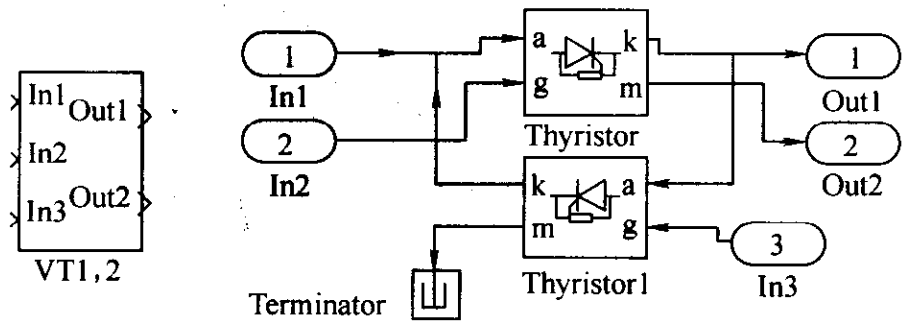 In1
Out1
In2
In3
Out2
VT1,2
1
In1
2
In2
a
k
g
m
Thyristor
1
Out1
2
Out2
k
a
m
g
Thyristor1
3
In3
Terminator